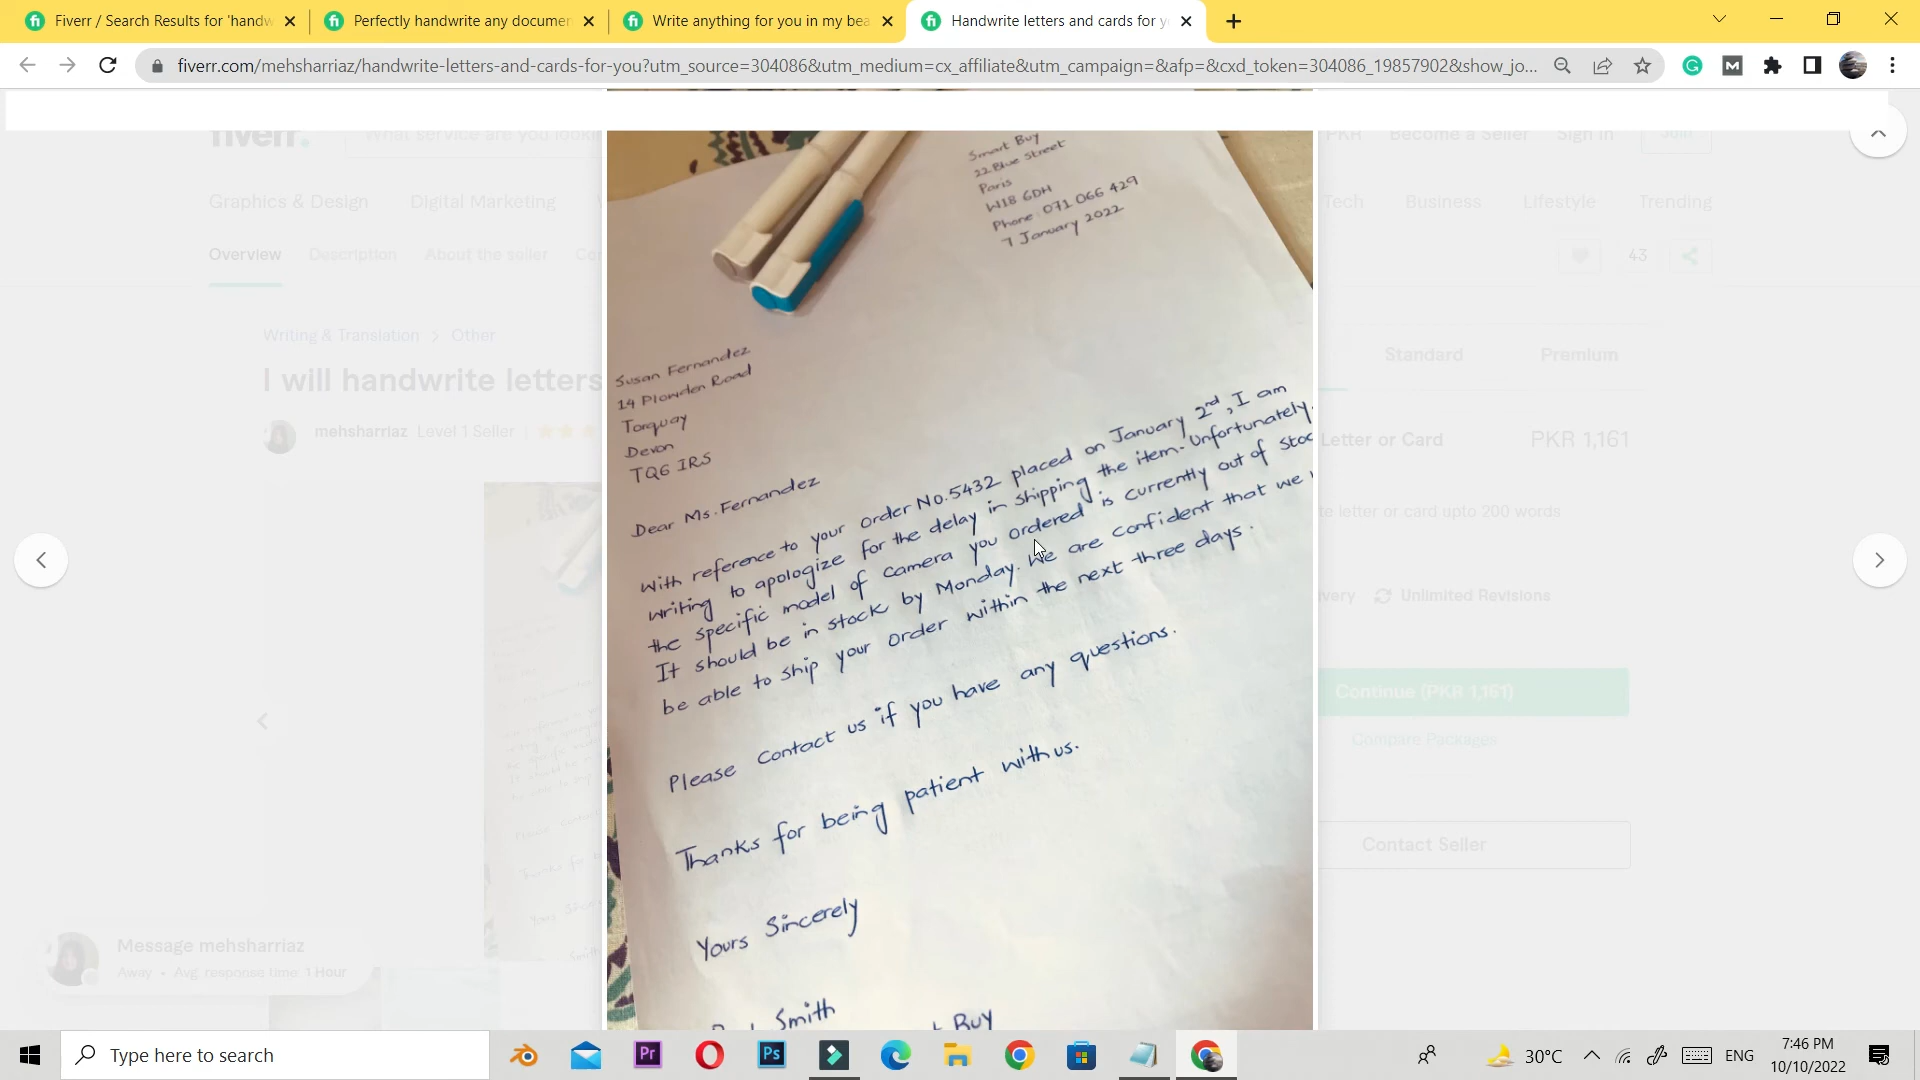 Fiverr / Search Results for 'handw
Perfectly handwrite any documen
Write anything for you in my bea
Handwrite letters and cards for y
fiverr.com/mehsharriaz/handwrite-letters-and-cards-for-you?utm_source=304086&utm_medium=cx_affiliate&utm_campaign=&afp=&cxd_token=304086_19857902&show_jo...
fiverr. What service are you looki PKR Become a Seller Sign in Join
Graphics & Design Digital Marketing V Tech Business Lifestyle Trending
Overview Description About the seller 43
Writing & Translation > Other
I will handwrite letters
mehsharriaz Level 1 Seller
Standard Premium
Letter or Card PKR 1,161
te letter or card upto 200 words
very Unlimited Revisions
Continue (PKR 1,161)
Compare Packages
Contact Seller
Message mehsharriaz
Away • Avg. response time: 1 Hour
Smart Buy
22 Blue Street
Paris
W18 6DH
Phone: 071 066 429
7 January 2022
Susan Fernandez
14 Plowden Road
Torquay
Devon
TQ6 IRS
Dear Ms. Fernandez
With reference to your order No.5432 placed on January 2nd, I am
writing to apologize for the delay in shipping the item. Unfortunately,
the specific model of camera you ordered is currently out of stoc
It should be in stock by Monday. We are confident that we
be able to ship your order within the next three days.
Please contact us if you have any questions.
Thanks for being patient with us.
Yours Sincerely
Smith
Buy
Type here to search
30°C ENG
7:46 PM
10/10/2022